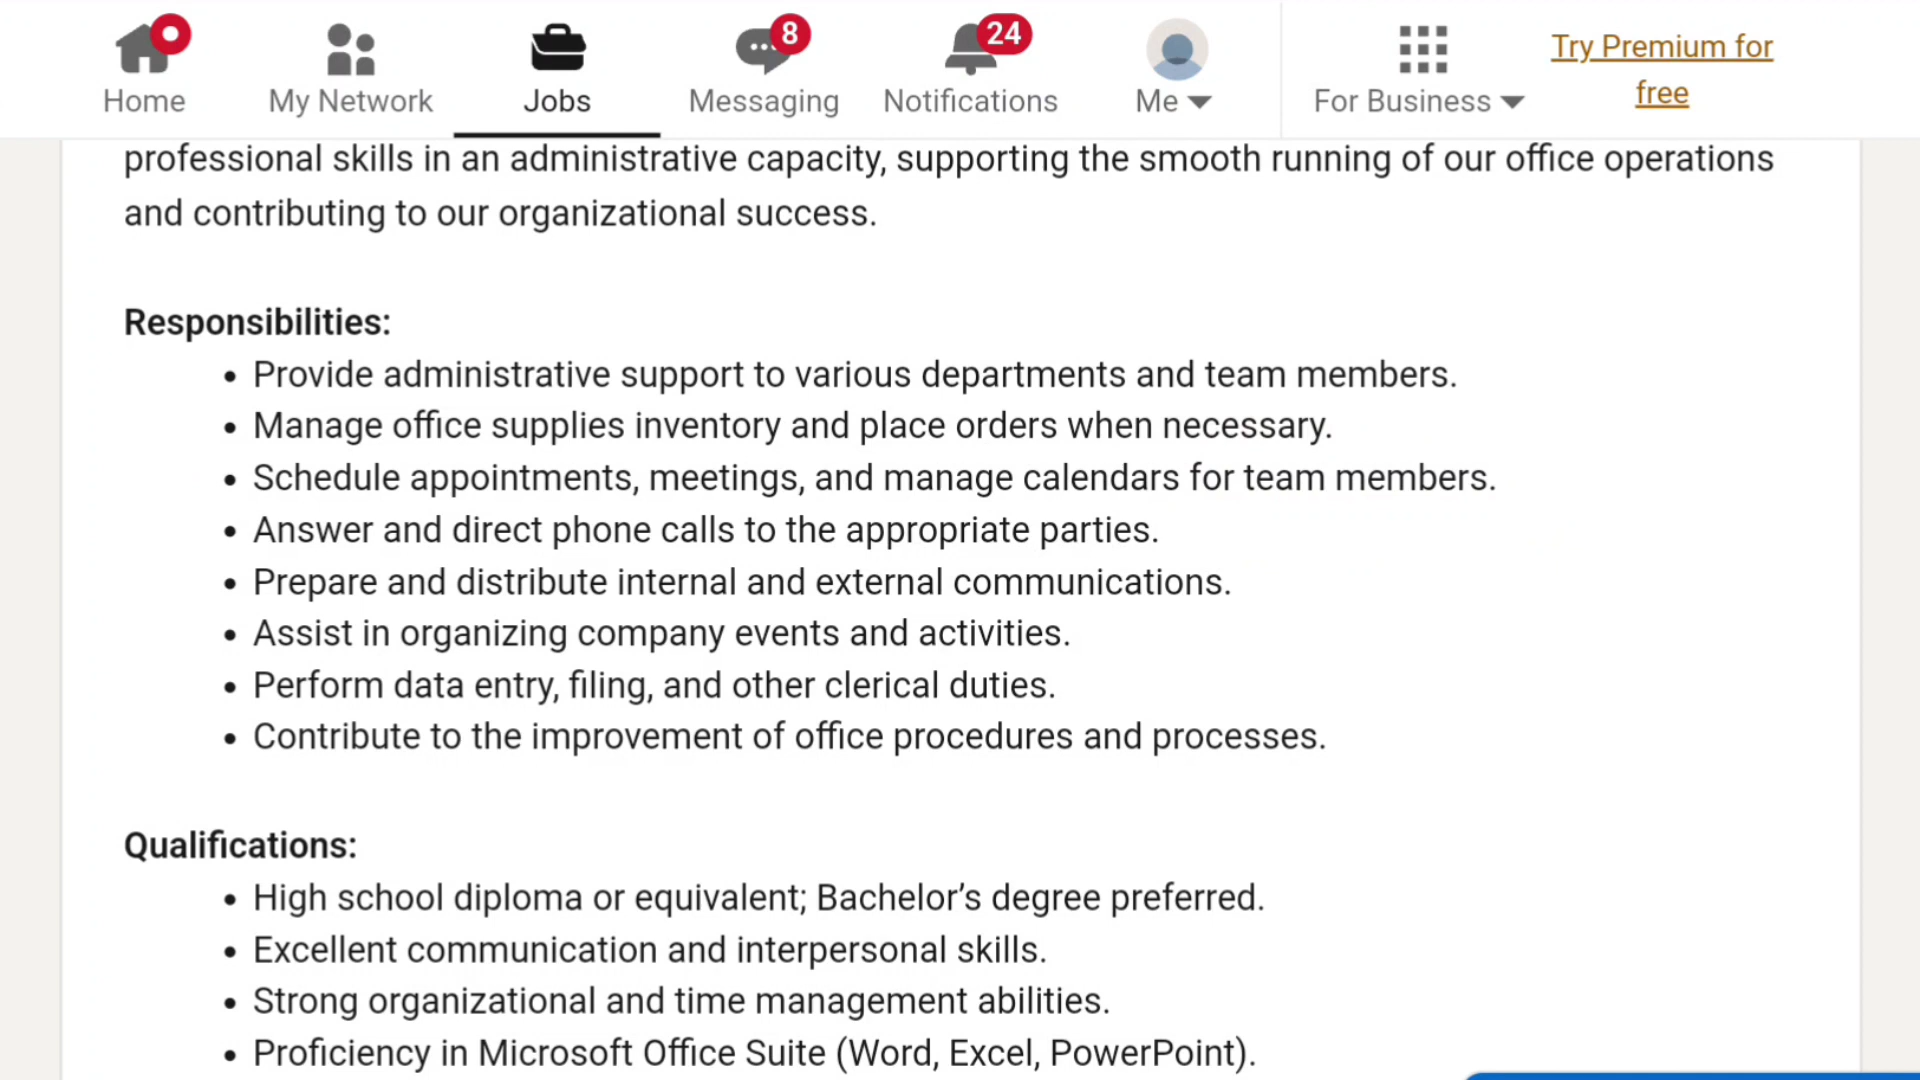 8
24
Home
My Network
Jobs
Messaging
Notifications
Me
For Business
Try Premium for
free
professional skills in an administrative capacity, supporting the smooth running of our office operations
and contributing to our organizational success.
Responsibilities:
• Provide administrative support to various departments and team members.
• Manage office supplies inventory and place orders when necessary.
• Schedule appointments, meetings, and manage calendars for team members.
• Answer and direct phone calls to the appropriate parties.
• Prepare and distribute internal and external communications.
• Assist in organizing company events and activities.
• Perform data entry, filing, and other clerical duties.
• Contribute to the improvement of office procedures and processes.
Qualifications:
• High school diploma or equivalent; Bachelor’s degree preferred.
• Excellent communication and interpersonal skills.
• Strong organizational and time management abilities.
• Proficiency in Microsoft Office Suite (Word, Excel, PowerPoint).